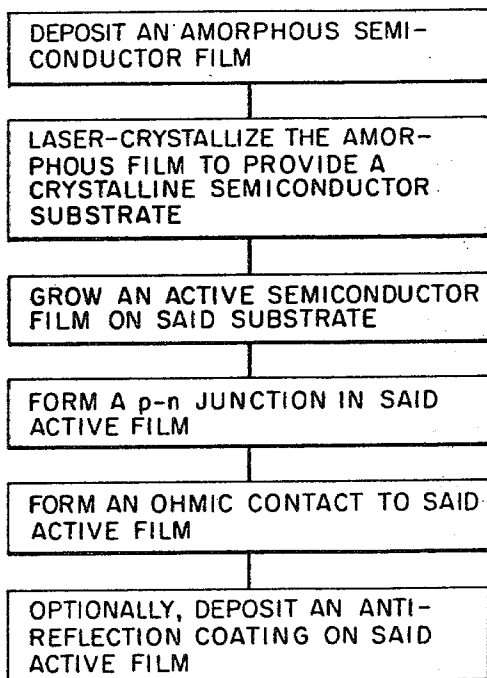 DEPOSIT AN AMORPHOUS SEMI-
CONDUCTOR FILM
LASER-CRYSTALLIZE THE AMOR-
PHOUS FILM TO PROVIDE A
CRYSTALLINE SEMICONDUCTOR
SUBSTRATE
GROW AN ACTIVE SEMICONDUCTOR
FILM ON SAID SUBSTRATE
FORM A p-n JUNCTION IN SAID
ACTIVE FILM
FORM AN OHMIC CONTACT TO SAID
ACTIVE FILM
OPTIONALLY, DEPOSIT AN ANTI-
REFLECTION COATING ON SAID
ACTIVE FILM